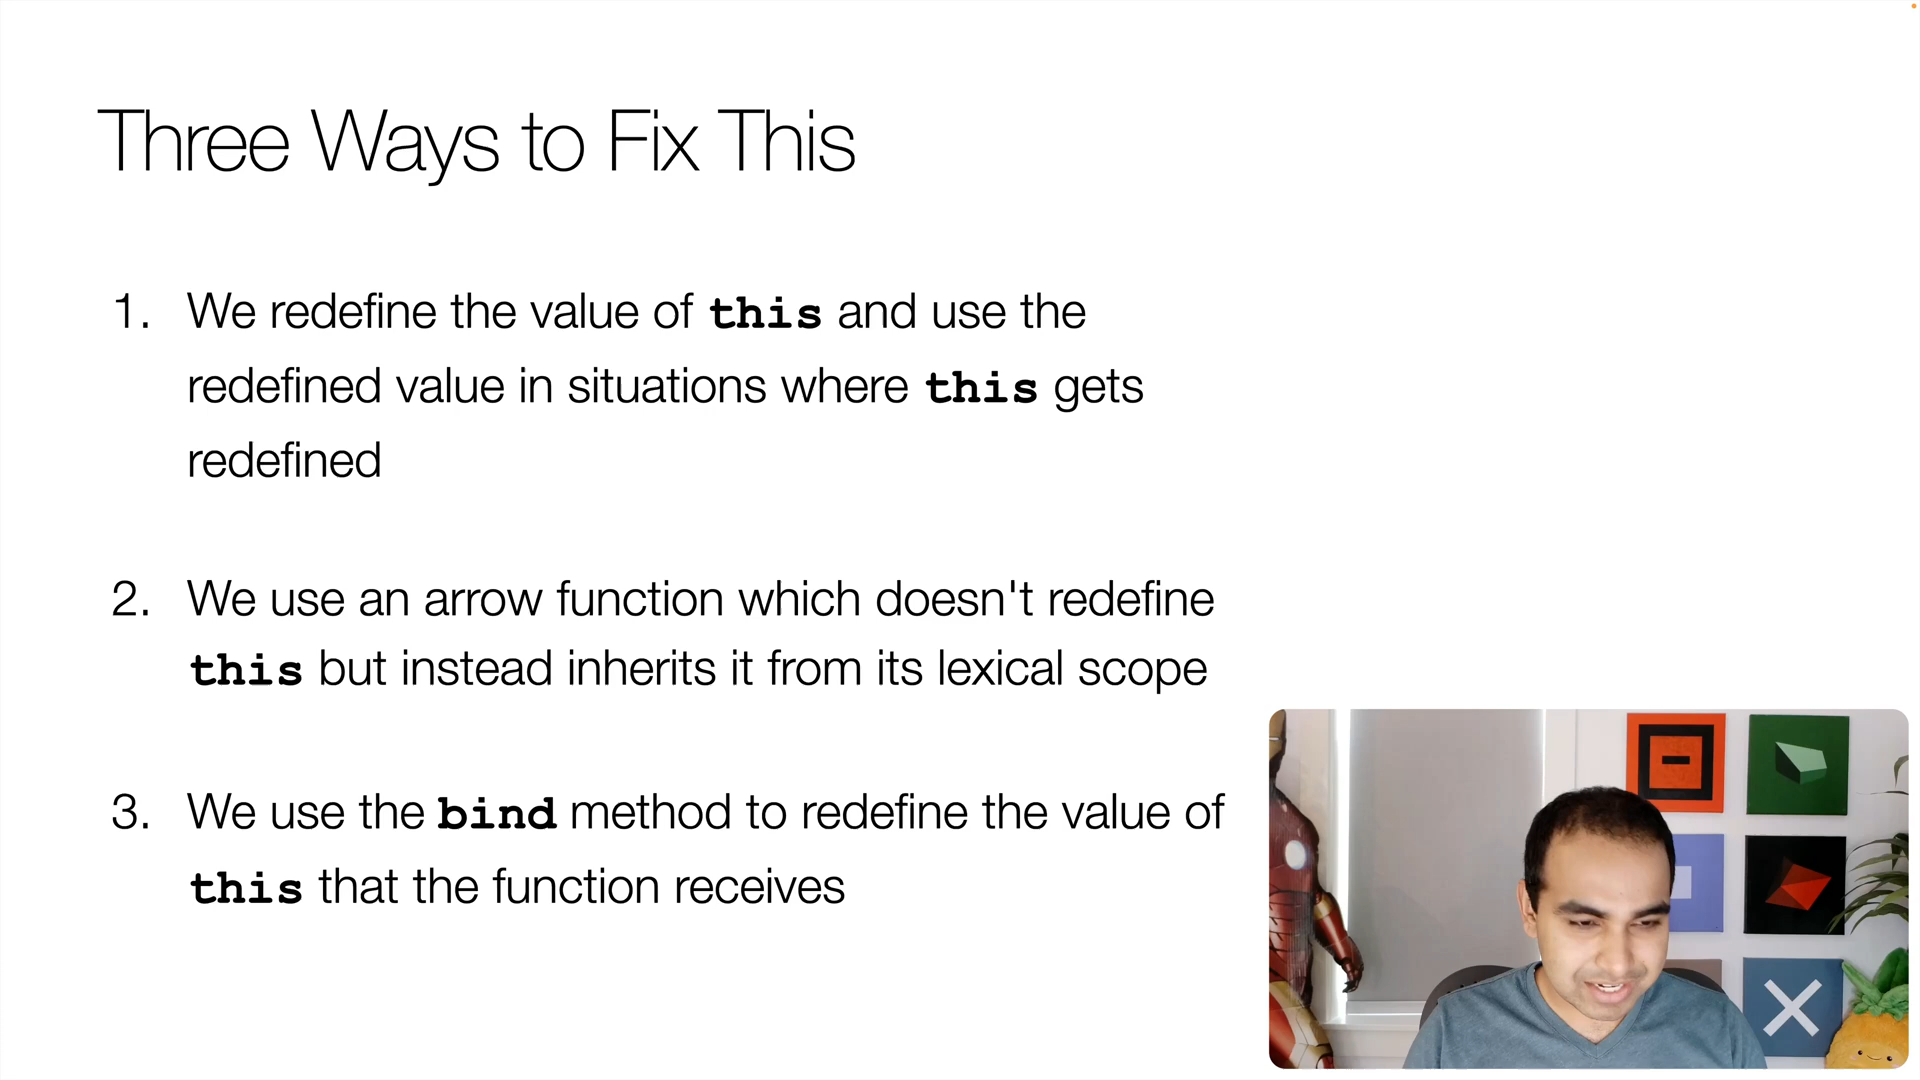 Three Ways to Fix This
1. We redefine the value of this and use the
redefined value in situations where this gets
redefined
2. We use an arrow function which doesn't redefine
this but instead inherits it from its lexical scope
3. We use the bind method to redefine the value of
this that the function receives